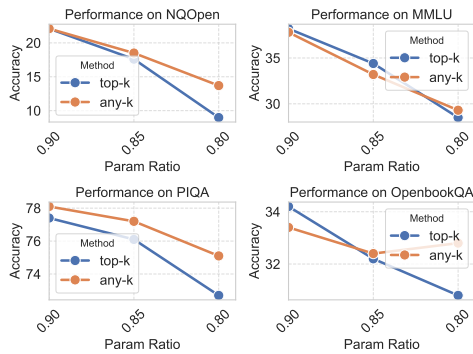 Performance on NQOpen
Accuracy
20
15
10
Method
top-k
any-k
0.90
0.85
0.80
Param Ratio
Performance on MMLU
Accuracy
35
30
Method
top-k
any-k
0.90
0.85
0.80
Param Ratio
Performance on PIQA
Accuracy
78
76
74
Method
top-k
any-k
0.90
0.85
0.80
Param Ratio
Performance on OpenbookQA
Accuracy
34
32
Method
top-k
any-k
0.90
0.85
0.80
Param Ratio